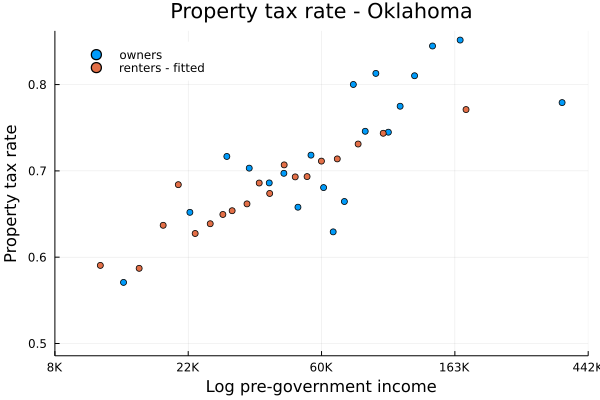 Property tax rate - Oklahoma
owners
renters - fitted
Property tax rate
0.8
0.7
0.6
0.5
8K 22K 60K 163K 442K
Log pre-government income